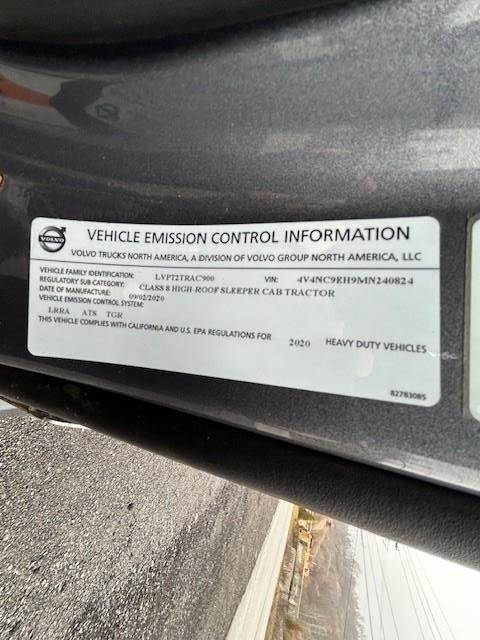 VOLVO
VEHICLE EMISSION CONTROL INFORMATION
VOLVO TRUCKS NORTH AMERICA, A DIVISION OF VOLVO GROUP NORTH AMERICA, LLC
VEHICLE FAMILY IDENTIFICATION: LVPT2TRAC900 VIN: 4V4NC9EH9MN240824
REGULATORY SUB-CATEGORY: CLASS 8 HIGH-ROOF SLEEPER CAB TRACTOR
DATE OF MANUFACTURE: 09/02/2020
VEHICLE EMISSION CONTROL SYSTEM:
LRRA ATS TGR
THIS VEHICLE COMPLIES WITH CALIFORNIA AND U.S. EPA REGULATIONS FOR 2020 HEAVY DUTY VEHICLES
82783085